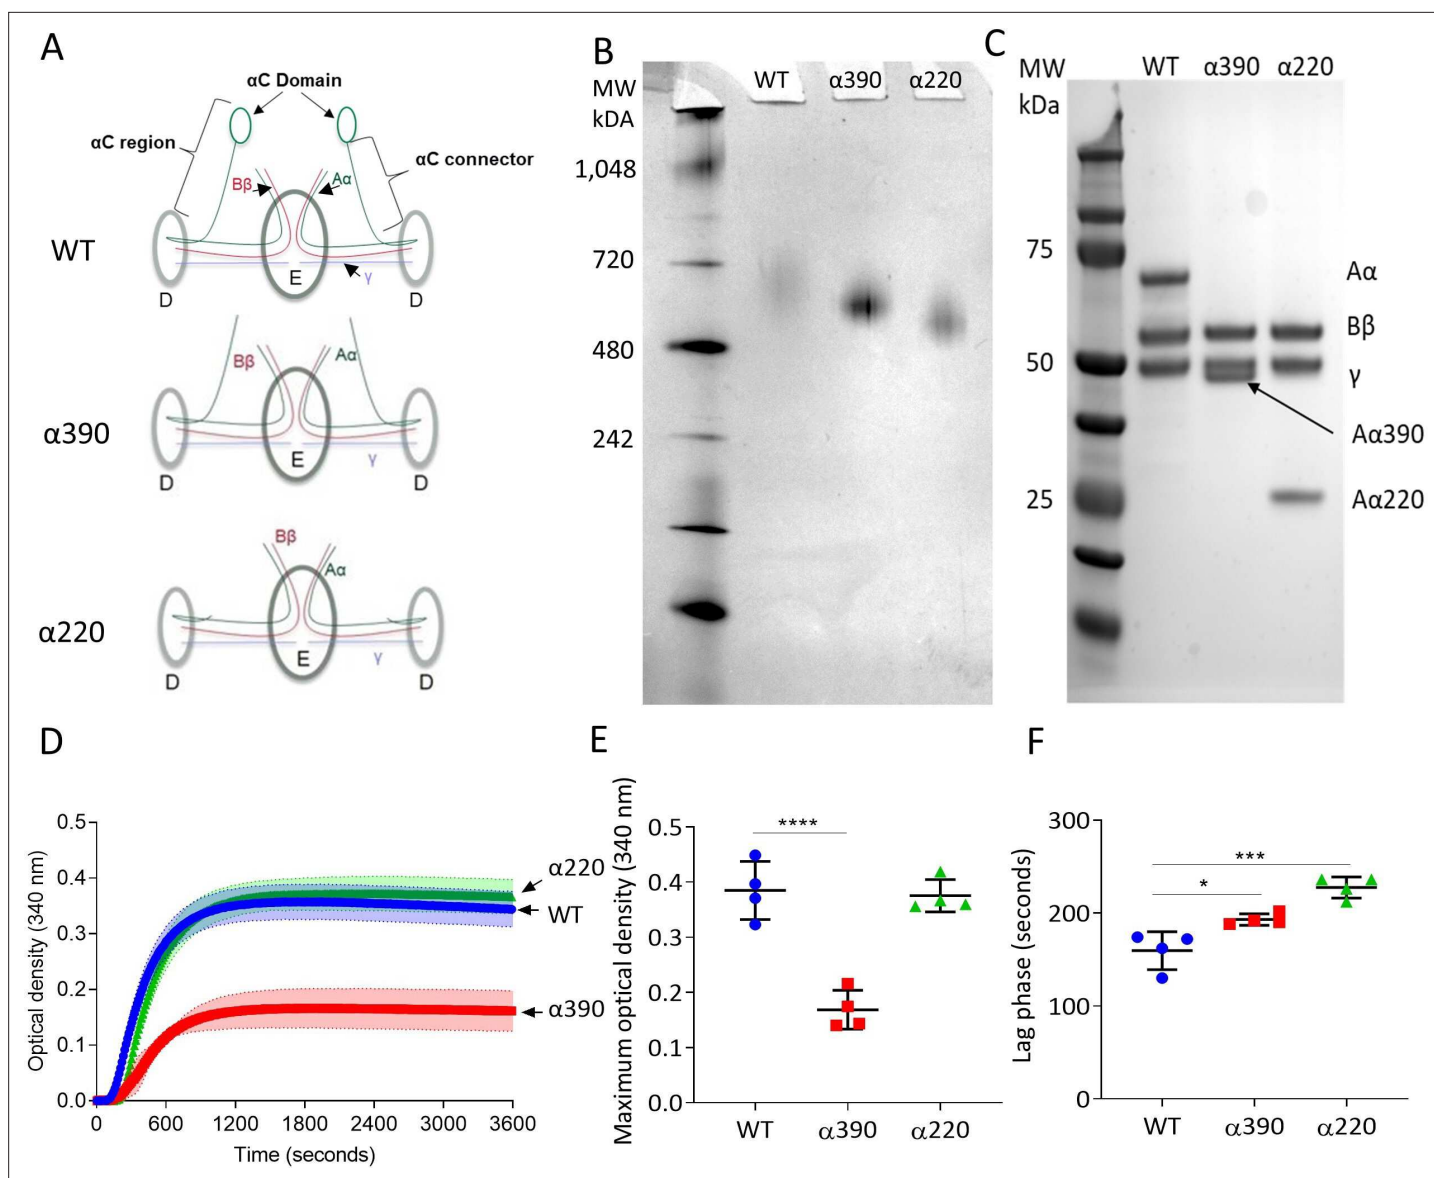 A
αC Domain
αC region
αC connector
Bβ
Aα
WT
E
γ
D
D
Bβ
Aα
α390
E
γ
D
D
Bβ
Aα
α220
E
γ
D
D
B
MW
kDA
WT
α390
α220
1,048
720
480
242
C
MW
kDa
WT
α390
α220
75
50
25
Aα
Bβ
γ
Aα390
Aα220
D
Optical density (340 nm)
0.5
0.4
0.3
0.2
0.1
0.0
0
600
1200
1800
2400
3000
3600
Time (seconds)
α220
WT
α390
E
Maximum optical density (340 nm)
0.5
0.4
0.3
0.2
0.1
0.0
****
WT
α390
α220
F
Lag phase (seconds)
300
200
100
0
***
*
WT
α390
α220